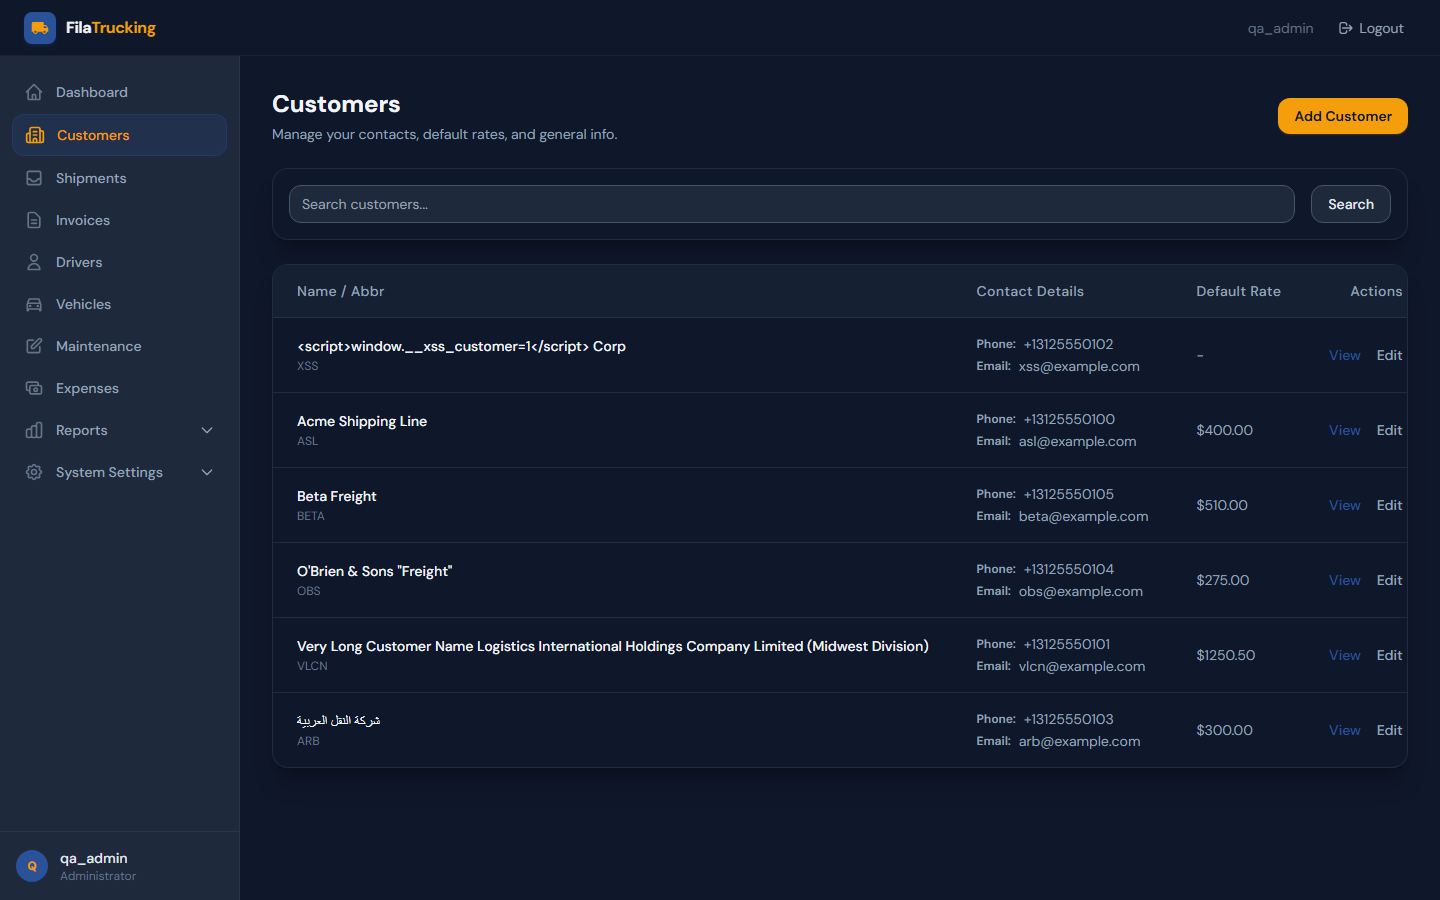 FilaTrucking
qa_admin
Logout
Dashboard
Customers
Shipments
Invoices
Drivers
Vehicles
Maintenance
Expenses
Reports
System Settings
qa_admin
Administrator
Q
Customers
Manage your contacts, default rates, and general info.
Add Customer
Search customers...
Search
Name / Abbr Contact Details Default Rate Actions
<script>window.__xss_customer=1</script> Corp
XSS
Phone: +13125550102
Email: xss@example.com
-
View Edit
Acme Shipping Line
ASL
Phone: +13125550100
Email: asl@example.com
$400.00
View Edit
Beta Freight
BETA
Phone: +13125550105
Email: beta@example.com
$510.00
View Edit
O'Brien & Sons "Freight"
OBS
Phone: +13125550104
Email: obs@example.com
$275.00
View Edit
Very Long Customer Name Logistics International Holdings Company Limited (Midwest Division)
VLCN
Phone: +13125550101
Email: vlcn@example.com
$1250.50
View Edit
شركة النقل العربية
ARB
Phone: +13125550103
Email: arb@example.com
$300.00
View Edit